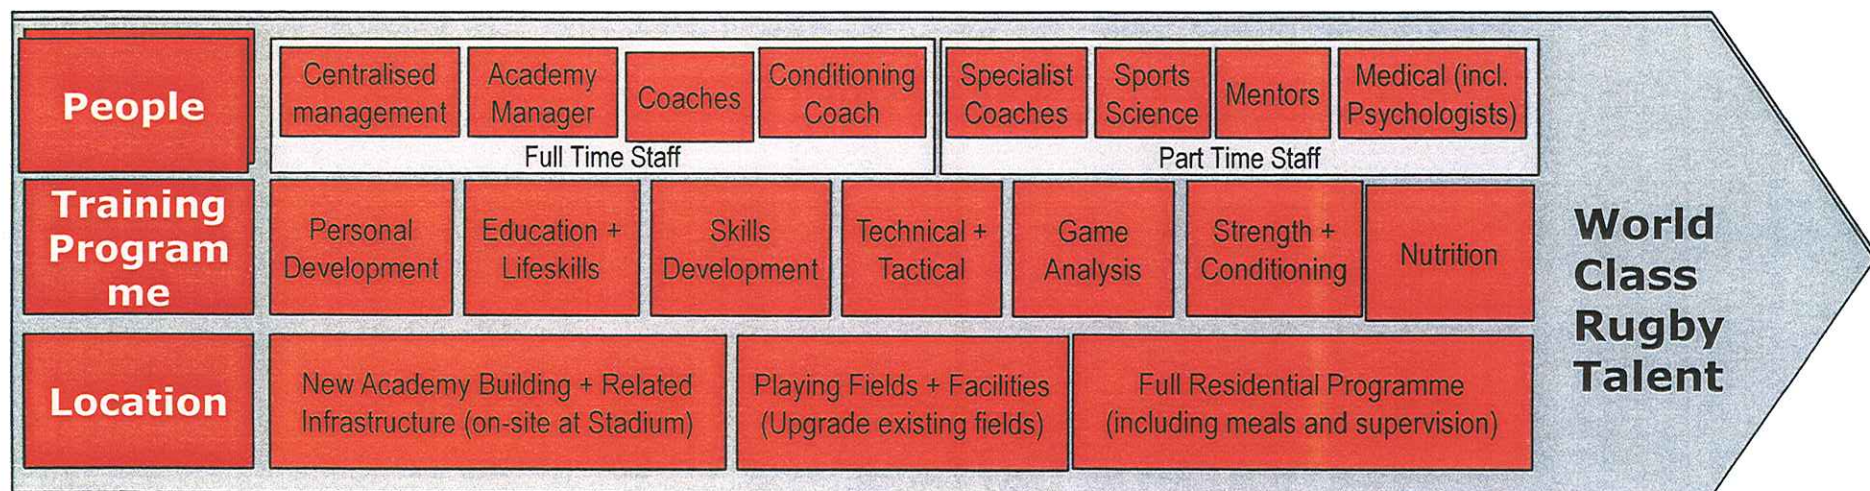 People
Centralised
management
Academy
Manager
Coaches
Conditioning
Coach
Full Time Staff
Specialist
Coaches
Sports
Science
Mentors
Medical (incl.
Psychologists)
Part Time Staff
Training
Program
me
Personal
Development
Education +
Lifeskills
Skills
Development
Technical +
Tactical
Game
Analysis
Strength +
Conditioning
Nutrition
Location
New Academy Building + Related
Infrastructure (on-site at Stadium)
Playing Fields + Facilities
(Upgrade existing fields)
Full Residential Programme
(including meals and supervision)
World
Class
Rugby
Talent